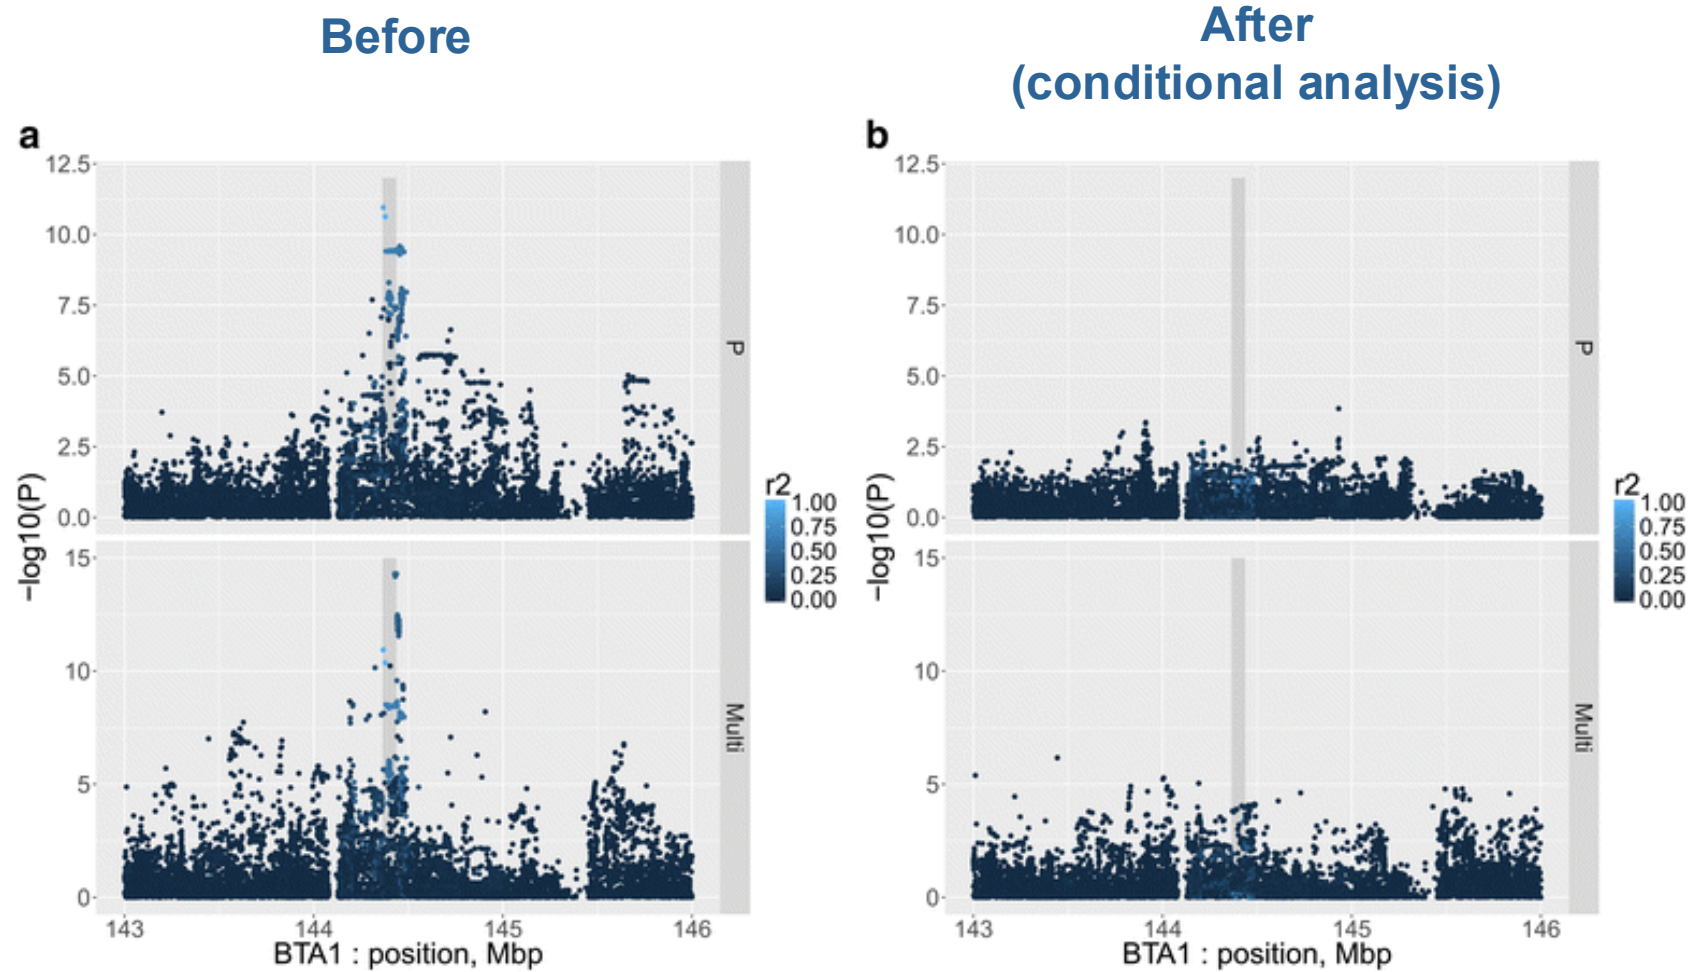 Before
After
(conditional analysis)
a
12.5
10.0
7.5
5.0
2.5
0.0
P
15
10
5
0
Multi
−log10(P)
143 144 145 146
BTA1 : position, Mbp
r2
1.00
0.75
0.50
0.25
0.00
b
12.5
10.0
7.5
5.0
2.5
0.0
P
15
10
5
0
Multi
−log10(P)
143 144 145 146
BTA1 : position, Mbp
r2
1.00
0.75
0.50
0.25
0.00